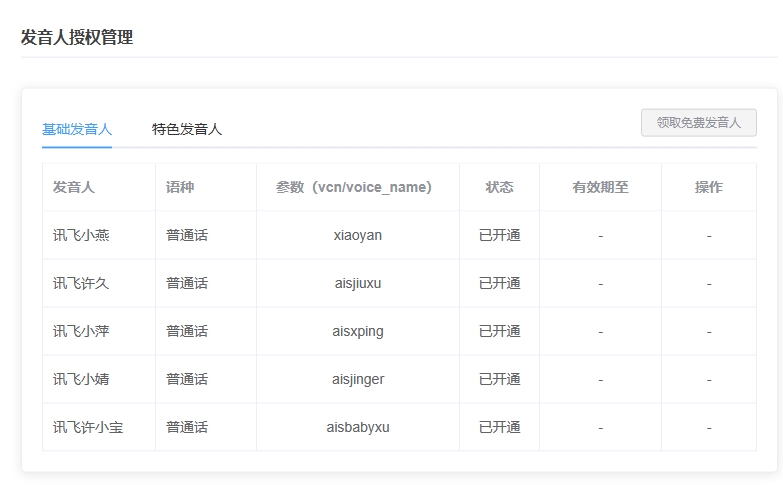 发音人授权管理
基础发音人 特色发音人 领取免费发音人
发音人 语种 参数（vcn/voice_name） 状态 有效期至 操作
讯飞小燕 普通话 xiaoyan 已开通 - -
讯飞许久 普通话 aisjiuxu 已开通 - -
讯飞小萍 普通话 aisxping 已开通 - -
讯飞小婧 普通话 aisjinger 已开通 - -
讯飞许小宝 普通话 aisbabyxu 已开通 - -